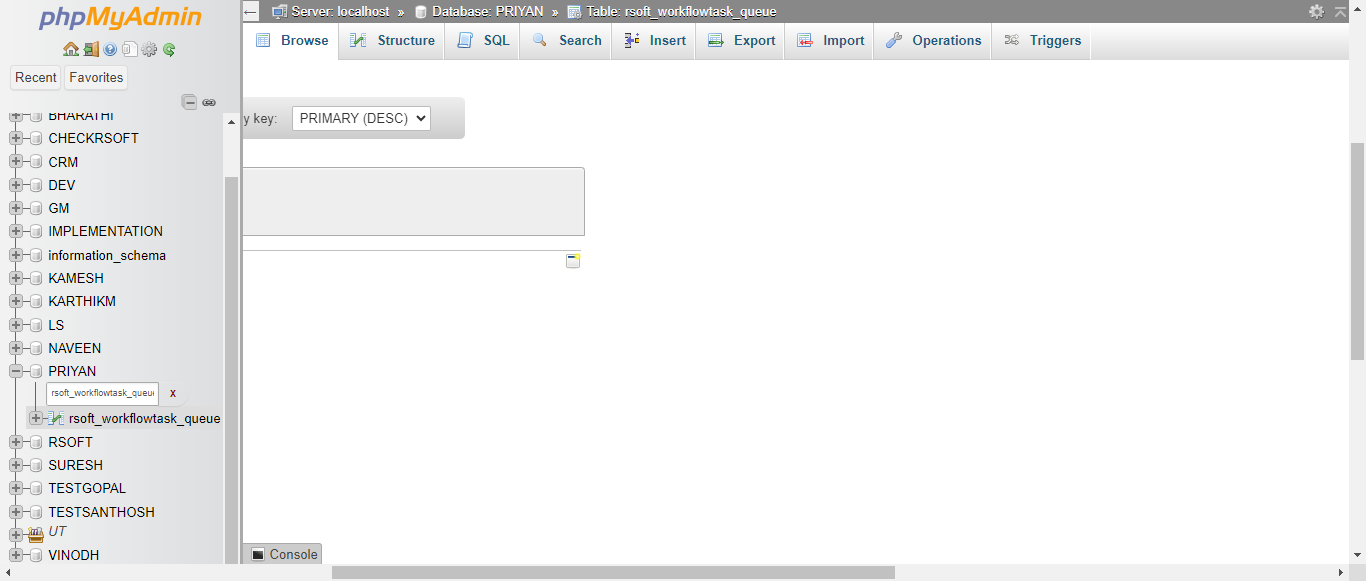 phpMyAdmin
Recent Favorites
BHARATHI
CHECKRSOFT
CRM
DEV
GM
IMPLEMENTATION
information_schema
KAMESH
KARTHIKM
LS
NAVEEN
PRIYAN
rsoft_workflowtask_queu
x
rsoft_workflowtask_queue
RSOFT
SURESH
TESTGOPAL
TESTSANTHOSH
UT
VINODH
Server: localhost » Database: PRIYAN » Table: rsoft_workflowtask_queue
Browse Structure SQL Search Insert Export Import Operations Triggers
y key: PRIMARY (DESC)
Console